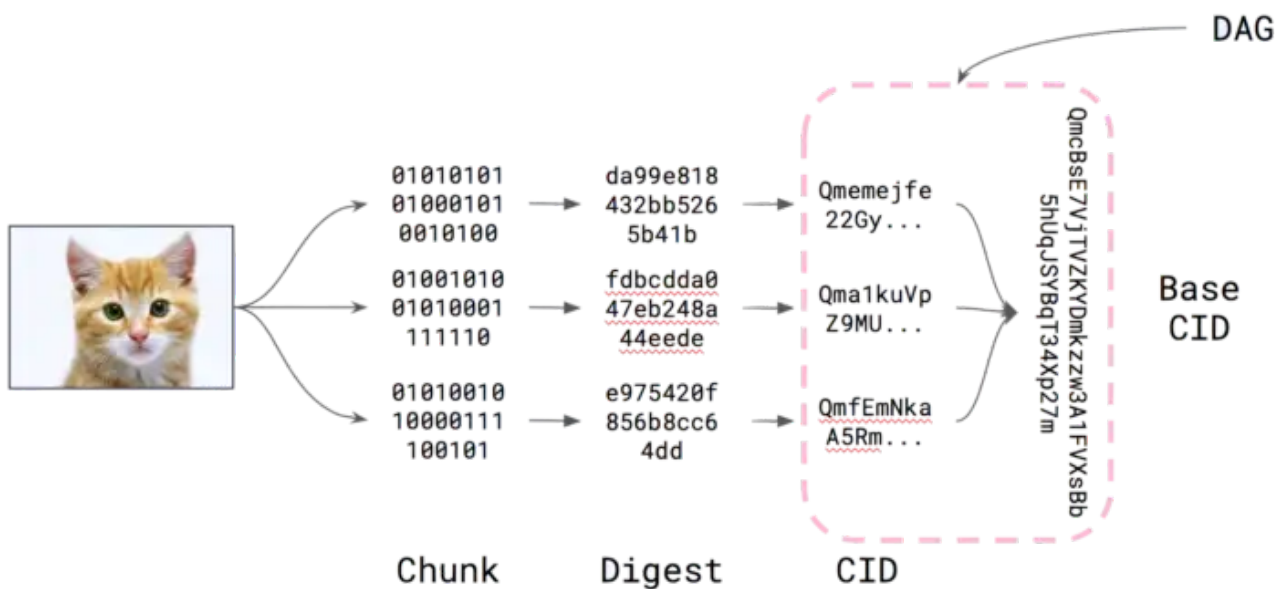 DAG
01010101
01000101
0010100
da99e818
432bb526
5b41b
Qmemejfe
22Gy...
01001010
01010001
111110
fdbcdda0
47eb248a
44eede
Qma1kuVp
Z9MU...
01010010
10000111
100101
e975420f
856b8cc6
4dd
QmfEmNka
A5Rm...
QmcBsE7VjTVZKYDmkzzw3A1FVXsBb
5hUqJSYBqT34Xp27m
Base
CID
Chunk
Digest
CID